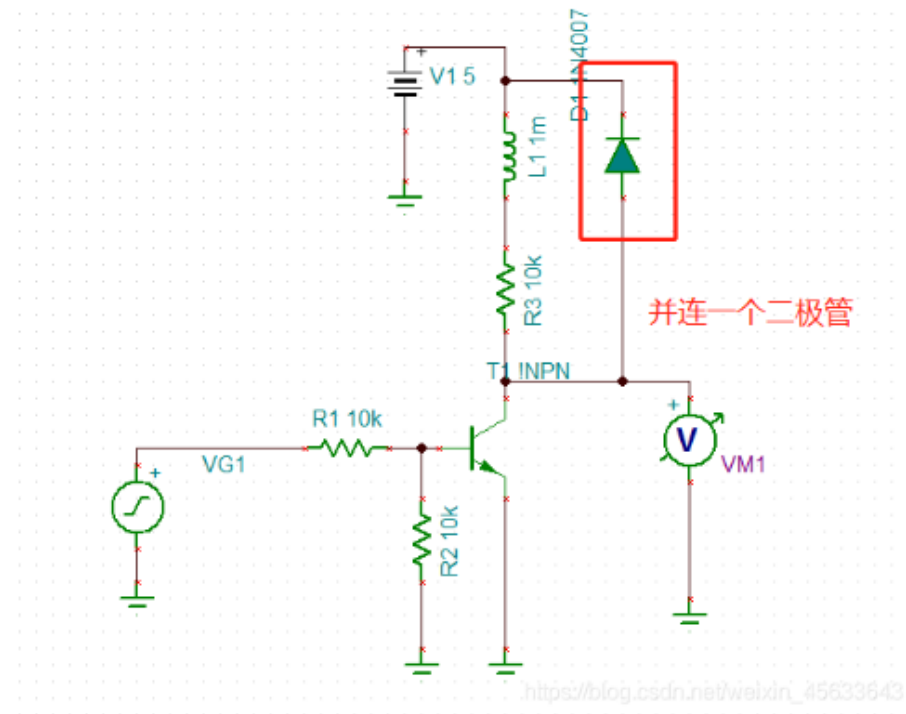 V1 5
D1 1N4007
L1 1m
R3 10k
并连一个二极管
T1 !NPN
R1 10k
+
VG1
+
V
VM1
+
R2 10k
https://blog.csdn.net/weixin_45633643